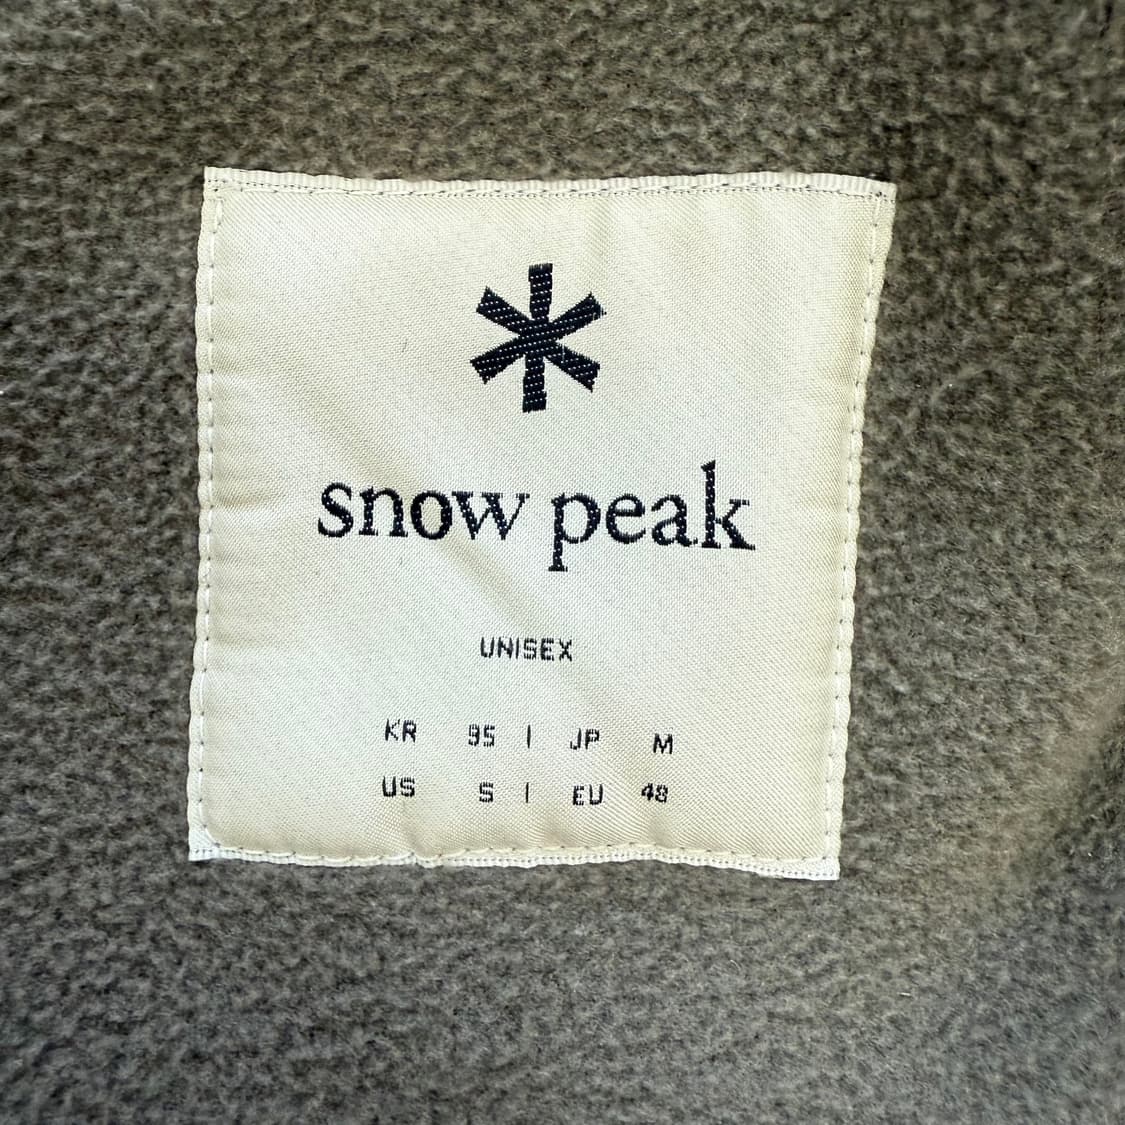 snow peak
UNISEX
KR 95 | JP M
US S | EU 48